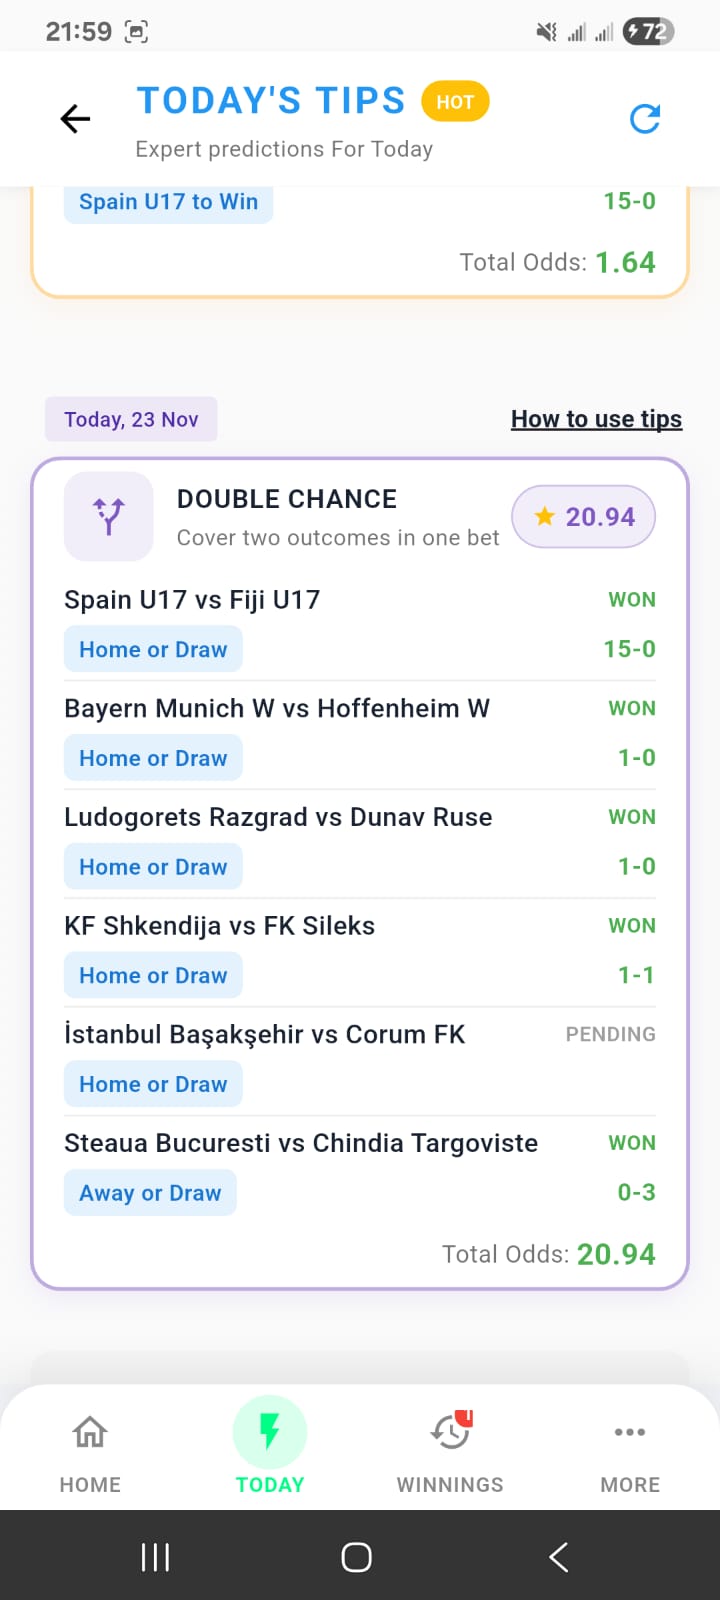 21:59
72
TODAY'S TIPS HOT
Expert predictions For Today
Spain U17 to Win 15-0
Total Odds: 1.64
Today, 23 Nov How to use tips
DOUBLE CHANCE 20.94
Cover two outcomes in one bet
Spain U17 vs Fiji U17 WON
Home or Draw 15-0
Bayern Munich W vs Hoffenheim W WON
Home or Draw 1-0
Ludogorets Razgrad vs Dunav Ruse WON
Home or Draw 1-0
KF Shkendija vs FK Sileks WON
Home or Draw 1-1
İstanbul Başakşehir vs Corum FK PENDING
Home or Draw
Steaua Bucuresti vs Chindia Targoviste WON
Away or Draw 0-3
Total Odds: 20.94
HOME TODAY WINNINGS MORE